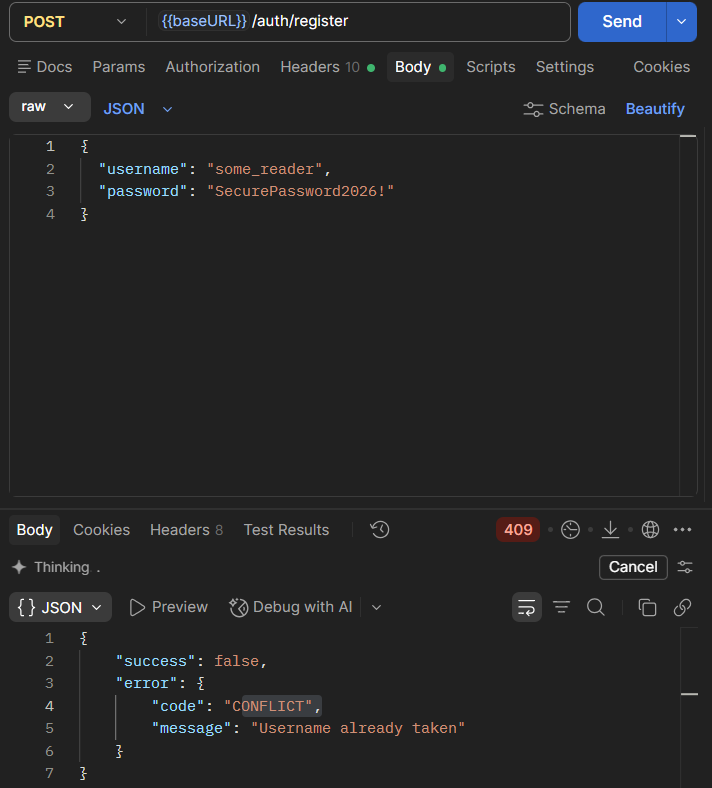 POST {{baseURL}} /auth/register Send
Docs Params Authorization Headers 10 Body Scripts Settings Cookies
raw JSON Schema Beautify
1 {
2 "username": "some_reader",
3 "password": "SecurePassword2026!"
4 }
Body Cookies Headers 8 Test Results 409
Thinking . Cancel
{} JSON Preview Debug with AI
1 {
2 "success": false,
3 "error": {
4 "code": "CONFLICT",
5 "message": "Username already taken"
6 }
7 }